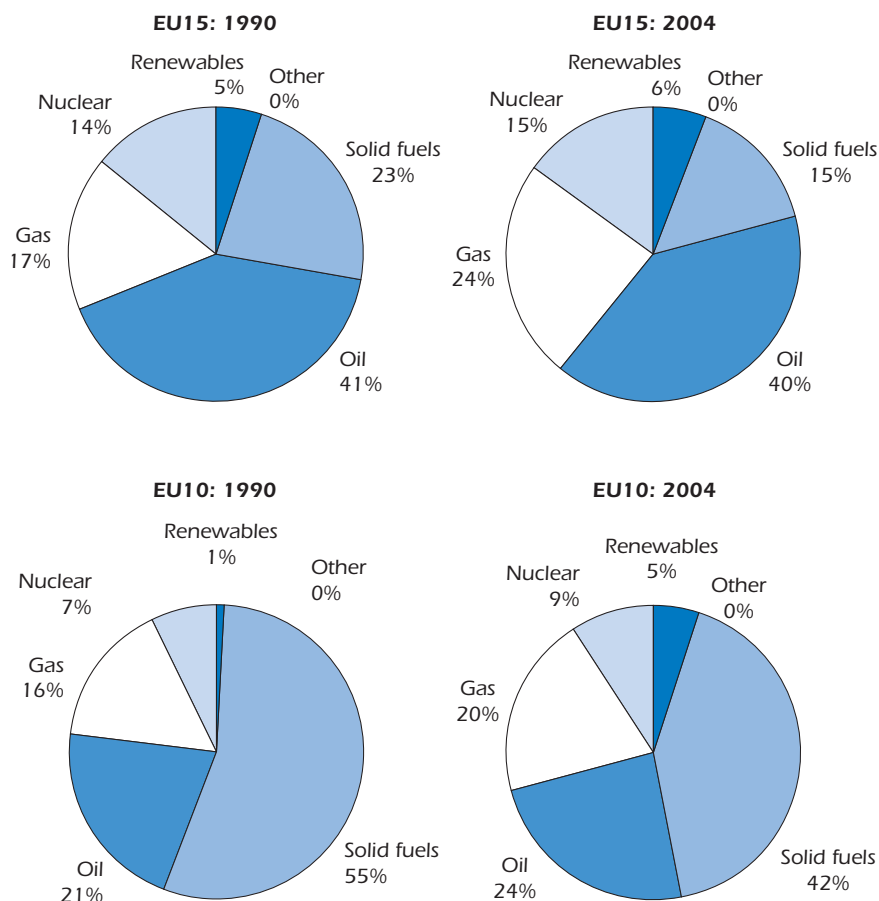 EU15: 1990
Renewables
5%
Other
0%
Nuclear
14%
Solid fuels
23%
Gas
17%
Oil
41%
EU15: 2004
Renewables
6%
Other
0%
Nuclear
15%
Solid fuels
15%
Gas
24%
Oil
40%
EU10: 1990
Renewables
1%
Other
0%
Nuclear
7%
Gas
16%
Solid fuels
55%
Oil
21%
EU10: 2004
Renewables
5%
Other
0%
Nuclear
9%
Gas
20%
Solid fuels
42%
Oil
24%